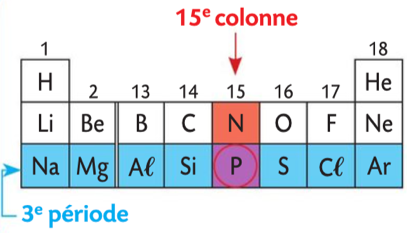 15e colonne
1 18
H He
2 13 14 15 16 17
Li Be B C N O F Ne
Na Mg Aℓ Si P S Cℓ Ar
3e période